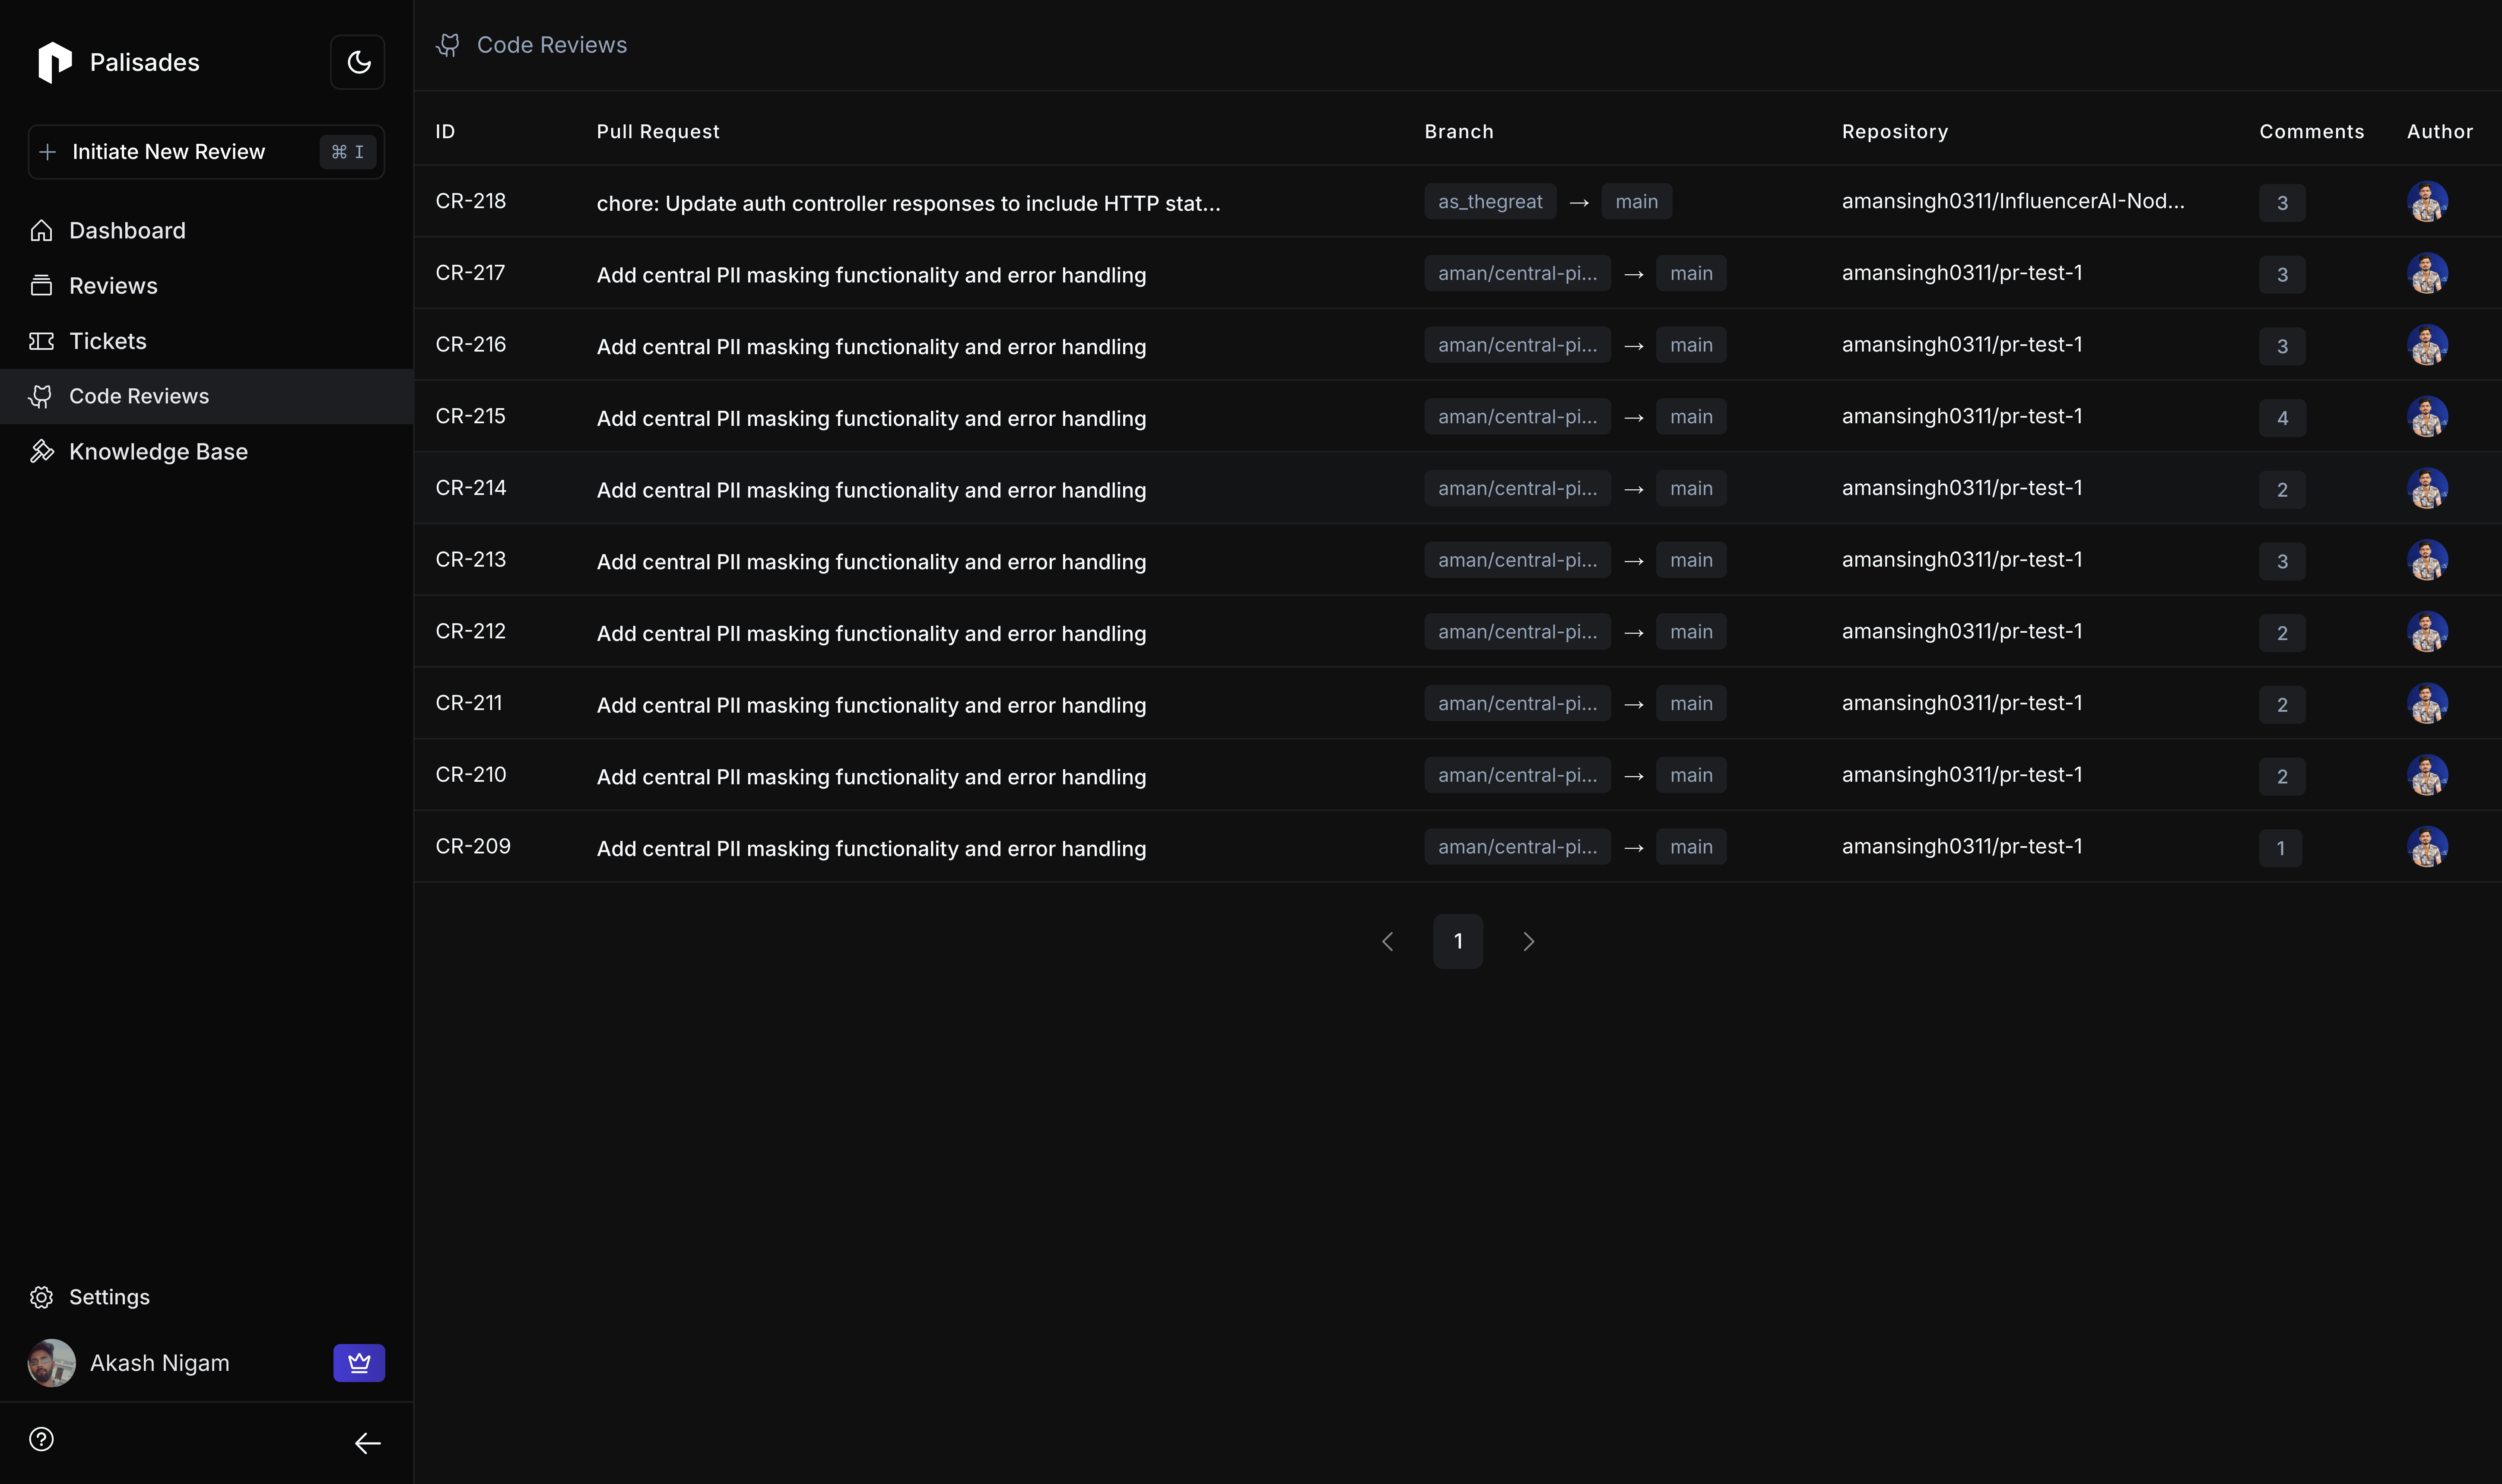 Palisades
Initiate New Review ⌘ I
Dashboard
Reviews
Tickets
Code Reviews
Knowledge Base
Settings
Akash Nigam
Code Reviews
ID Pull Request Branch Repository Comments Author
CR-218 chore: Update auth controller responses to include HTTP stat... as_thegreat → main amansingh0311/InfluencerAI-Nod... 3
CR-217 Add central PII masking functionality and error handling aman/central-pi... → main amansingh0311/pr-test-1 3
CR-216 Add central PII masking functionality and error handling aman/central-pi... → main amansingh0311/pr-test-1 3
CR-215 Add central PII masking functionality and error handling aman/central-pi... → main amansingh0311/pr-test-1 4
CR-214 Add central PII masking functionality and error handling aman/central-pi... → main amansingh0311/pr-test-1 2
CR-213 Add central PII masking functionality and error handling aman/central-pi... → main amansingh0311/pr-test-1 3
CR-212 Add central PII masking functionality and error handling aman/central-pi... → main amansingh0311/pr-test-1 2
CR-211 Add central PII masking functionality and error handling aman/central-pi... → main amansingh0311/pr-test-1 2
CR-210 Add central PII masking functionality and error handling aman/central-pi... → main amansingh0311/pr-test-1 2
CR-209 Add central PII masking functionality and error handling aman/central-pi... → main amansingh0311/pr-test-1 1
1